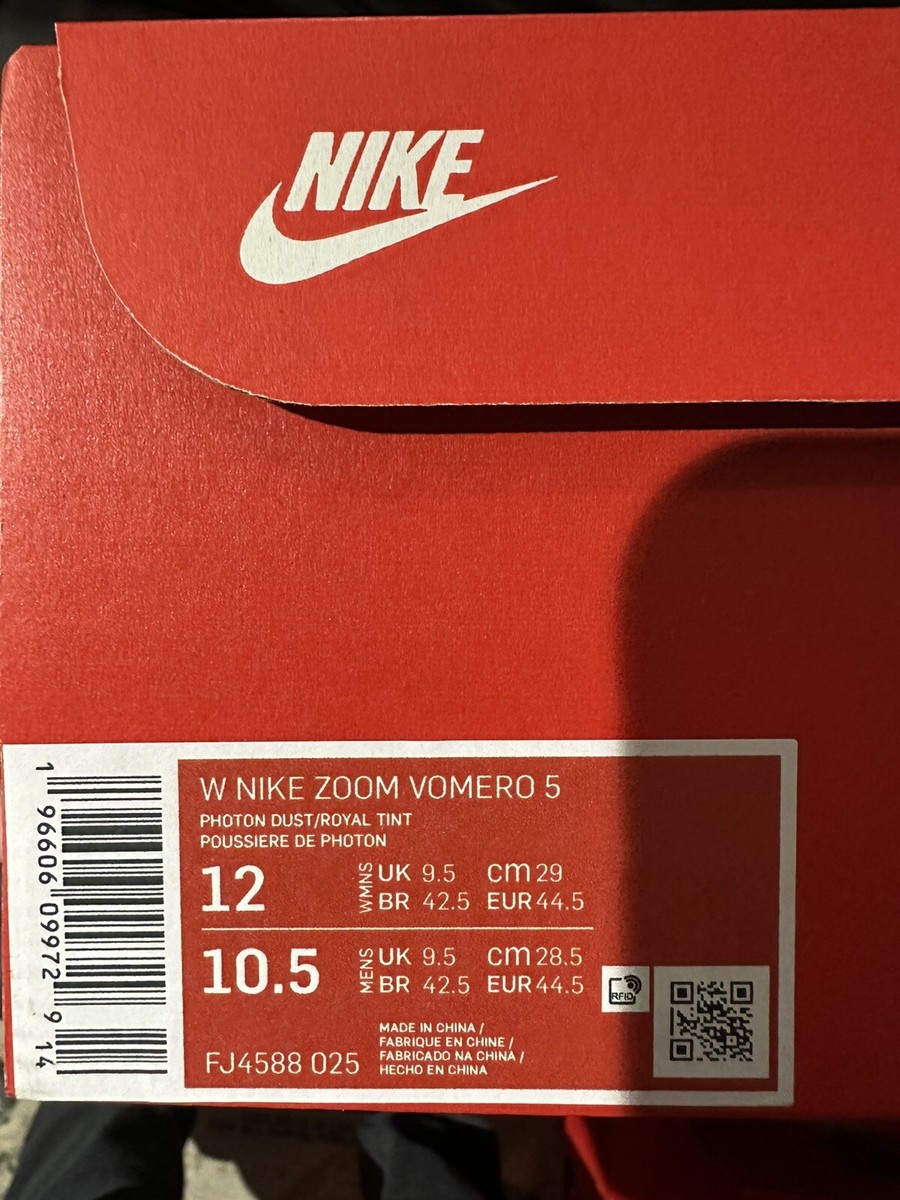 NIKE
W NIKE ZOOM VOMERO 5
PHOTON DUST/ROYAL TINT
POUSSIERE DE PHOTON
12 WMNS UK 9.5 cm 29
BR 42.5 EUR 44.5
10.5 MENS UK 9.5 cm 28.5
BR 42.5 EUR 44.5
RFID
FJ4588 025
MADE IN CHINA /
FABRIQUE EN CHINE /
FABRICADO NA CHINA /
HECHO EN CHINA
1 96606 09972 9 14